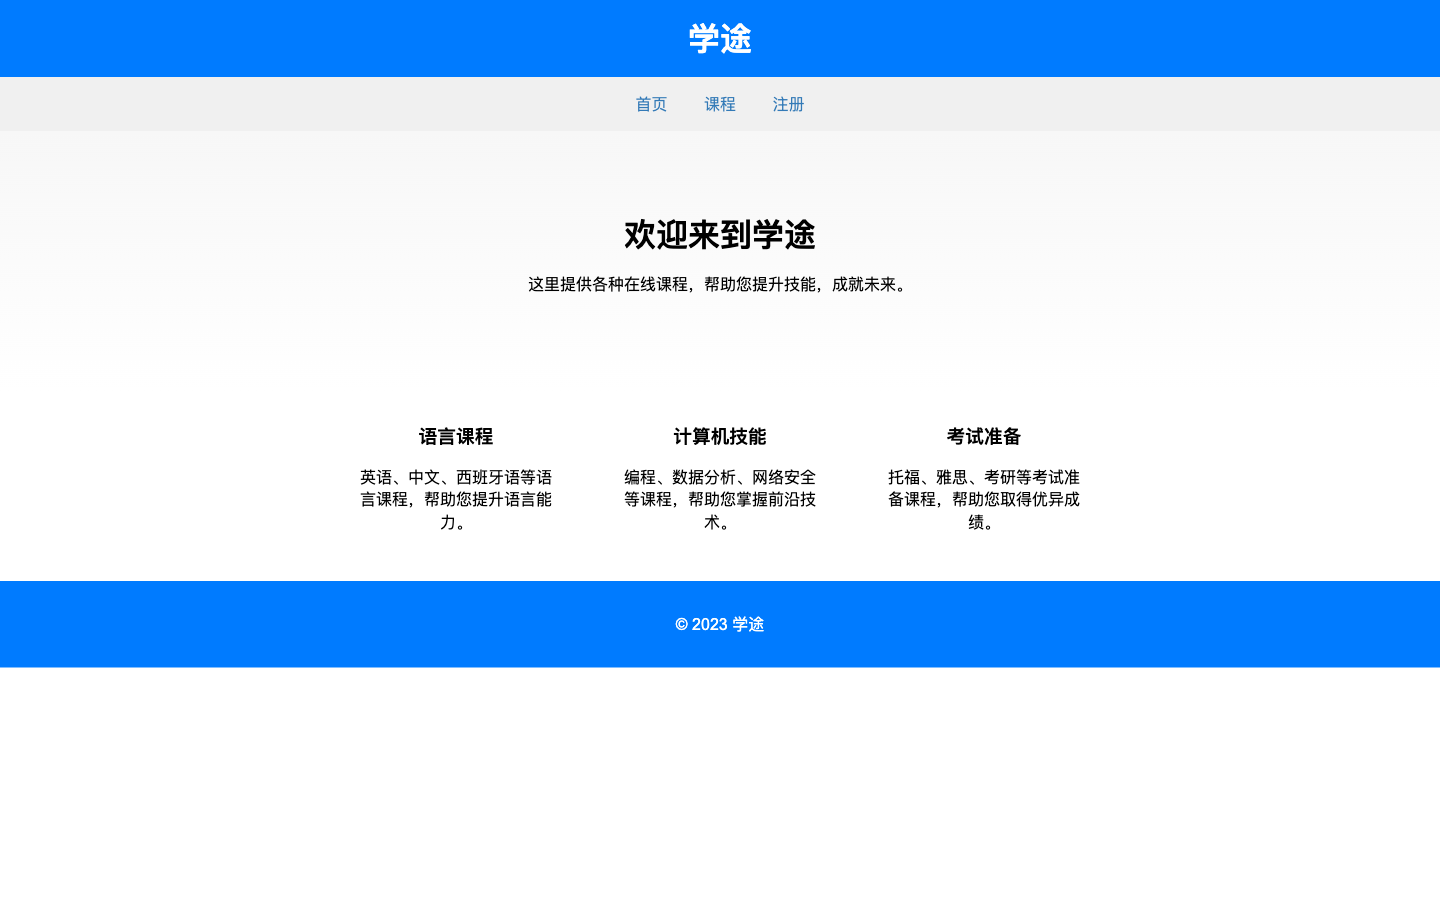 学途
首页 课程 注册
欢迎来到学途
这里提供各种在线课程，帮助您提升技能，成就未来。
语言课程
英语、中文、西班牙语等语
言课程，帮助您提升语言能
力。
计算机技能
编程、数据分析、网络安全
等课程，帮助您掌握前沿技
术。
考试准备
托福、雅思、考研等考试准
备课程，帮助您取得优异成
绩。
© 2023 学途